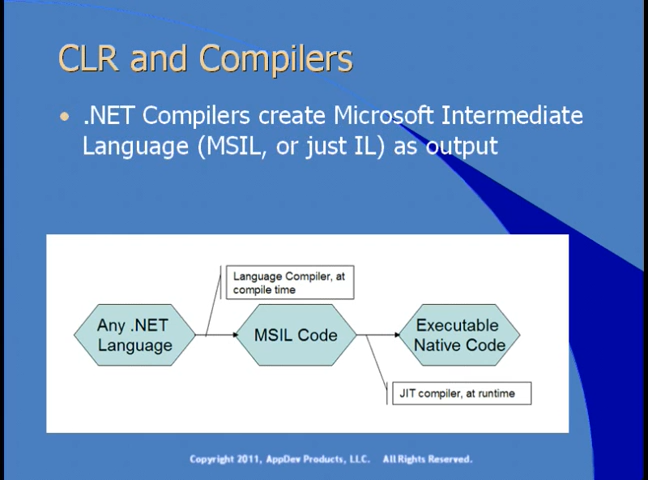 CLR and Compilers
• .NET Compilers create Microsoft Intermediate
Language (MSIL, or just IL) as output
Language Compiler, at
compile time
Any .NET
Language
MSIL Code
Executable
Native Code
JIT compiler, at runtime
Copyright 2011, AppDev Products, LLC. All Rights Reserved.